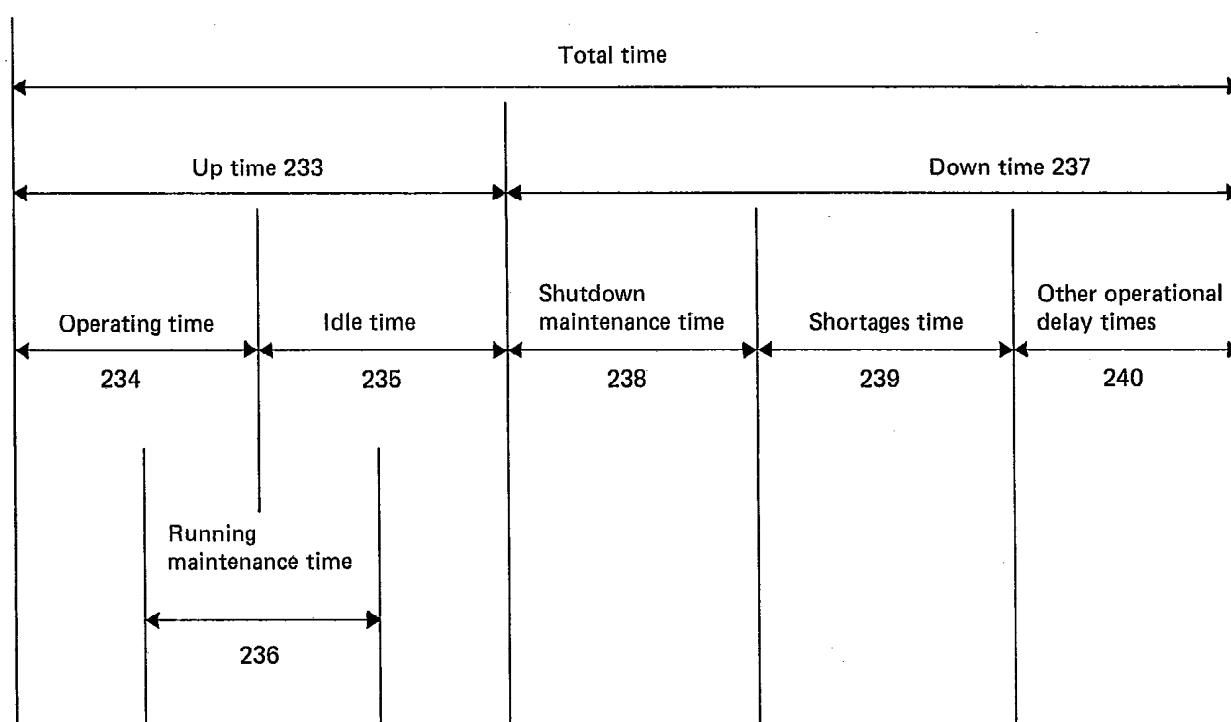 Total time
Up time 233
Down time 237
Operating time
Idle time
Shutdown
maintenance time
Shortages time
Other operational
delay times
234
235
238
239
240
Running
maintenance time
236